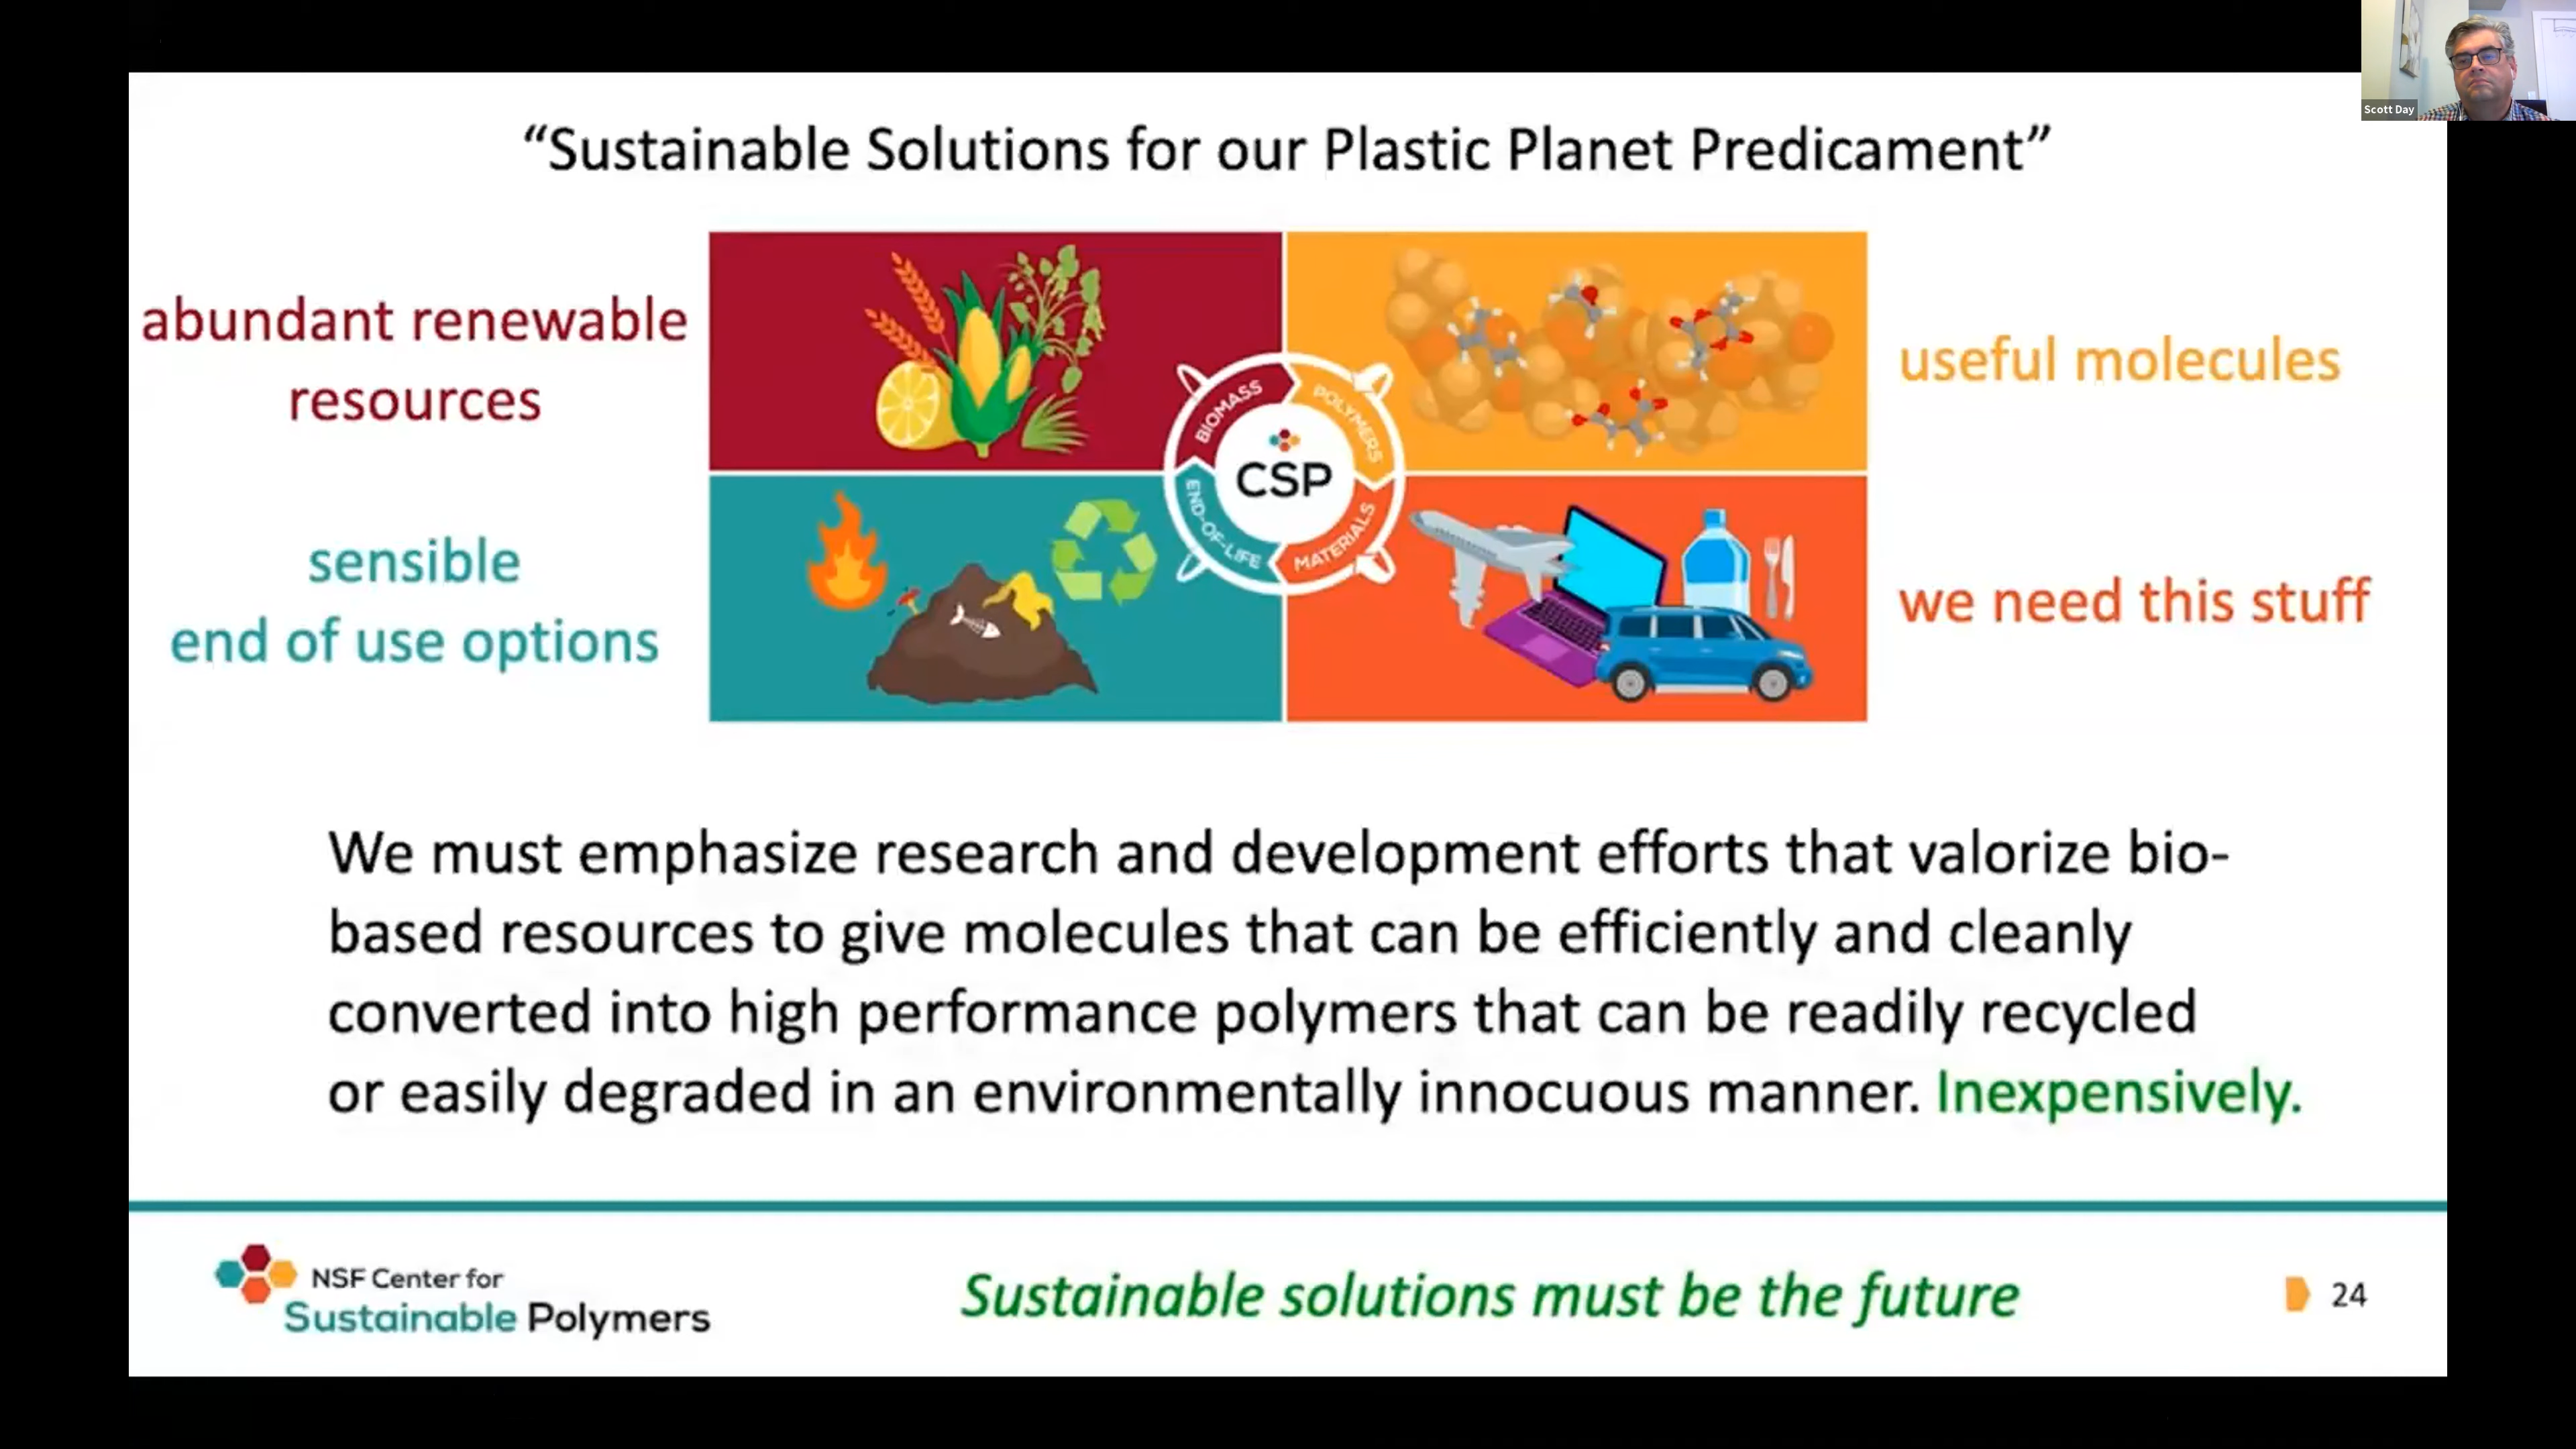 Scott Day
“Sustainable Solutions for our Plastic Planet Predicament”
abundant renewable
resources
useful molecules
BIOMASS
POLYMERS
CSP
END-OF-LIFE
MATERIALS
sensible
end of use options
we need this stuff
We must emphasize research and development efforts that valorize bio-
based resources to give molecules that can be efficiently and cleanly
converted into high performance polymers that can be readily recycled
or easily degraded in an environmentally innocuous manner. Inexpensively.
NSF Center for
Sustainable Polymers
Sustainable solutions must be the future
24